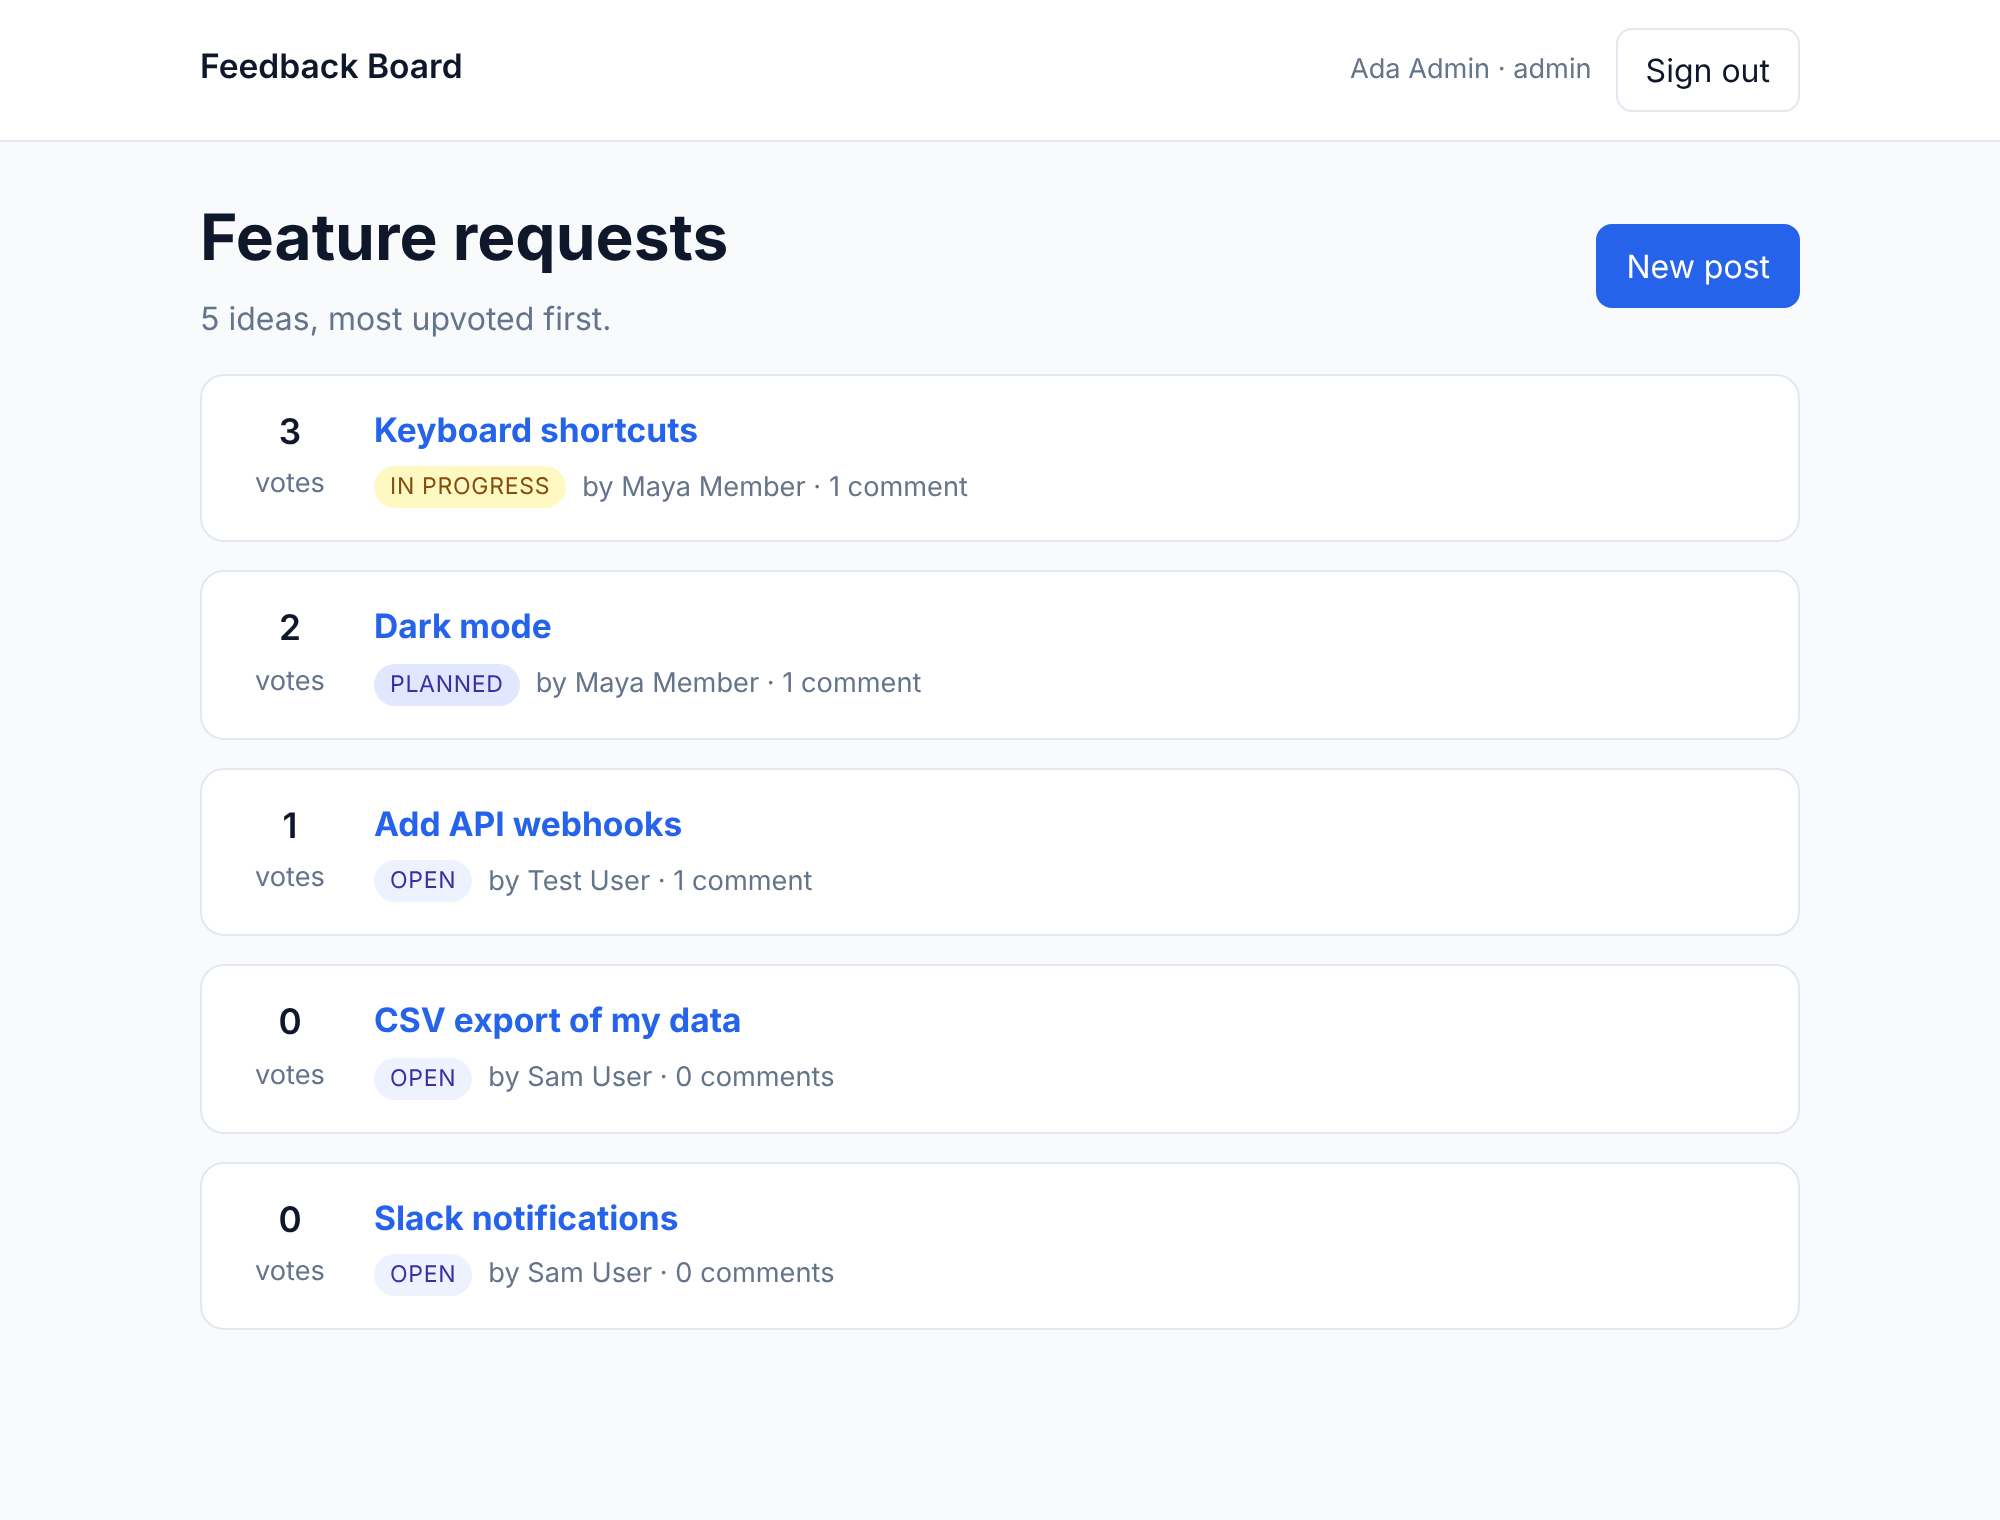 Feedback Board
Ada Admin · admin
Sign out
Feature requests
5 ideas, most upvoted first.
New post
3
votes
Keyboard shortcuts
IN PROGRESS by Maya Member · 1 comment
2
votes
Dark mode
PLANNED by Maya Member · 1 comment
1
votes
Add API webhooks
OPEN by Test User · 1 comment
0
votes
CSV export of my data
OPEN by Sam User · 0 comments
0
votes
Slack notifications
OPEN by Sam User · 0 comments